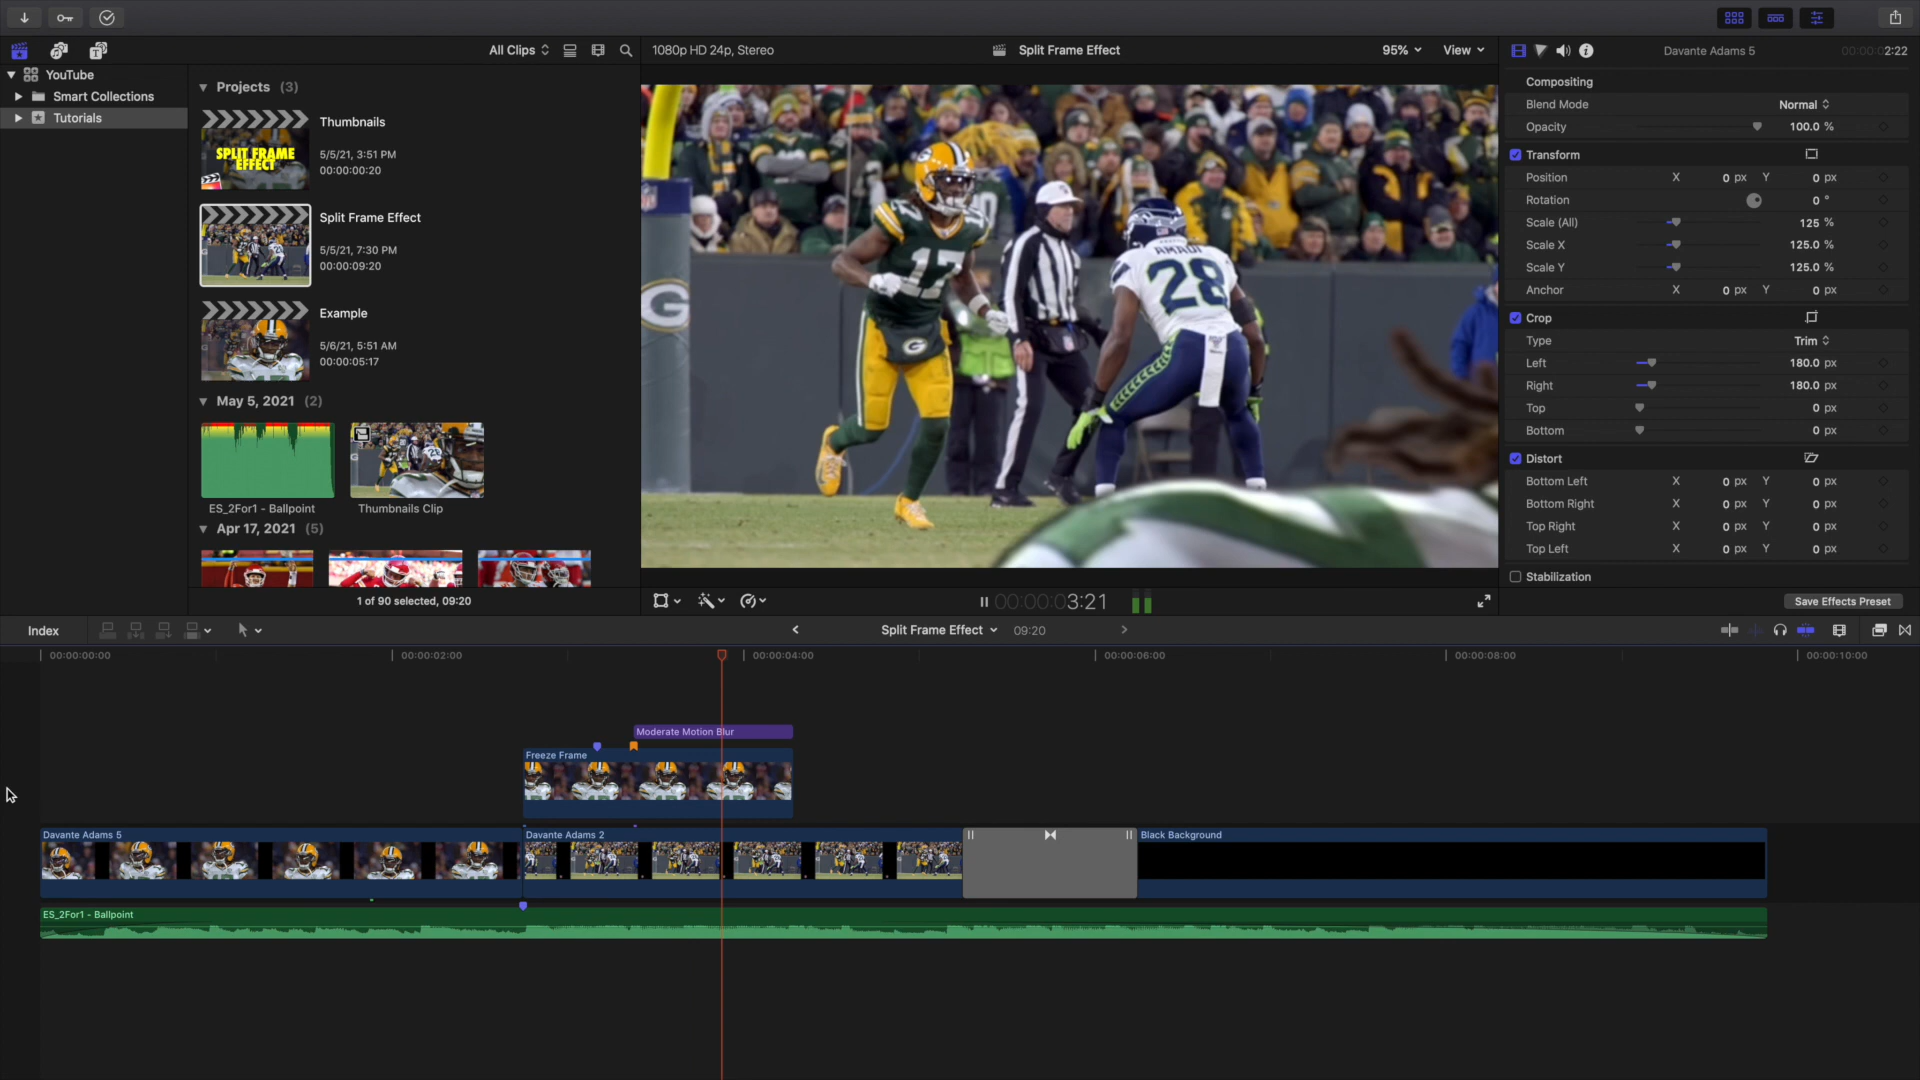 All Clips
1080p HD 24p, Stereo
Split Frame Effect
95%
View
Davante Adams 5
00:00:02:22
YouTube
Smart Collections
Tutorials
Projects (3)
Thumbnails
5/5/21, 3:51 PM
00:00:00:20
SPLIT FRAME
EFFECT
Split Frame Effect
5/5/21, 7:30 PM
00:00:09:20
Example
5/6/21, 5:51 AM
00:00:05:17
May 5, 2021 (2)
ES_2For1 - Ballpoint
Thumbnails Clip
Apr 17, 2021 (5)
1 of 90 selected, 09:20
17
AMADI
28
G
G
Compositing
Blend Mode Normal
Opacity 100.0 %
Transform
Position X 0 px Y 0 px
Rotation 0 °
Scale (All) 125 %
Scale X 125.0 %
Scale Y 125.0 %
Anchor X 0 px Y 0 px
Crop
Type Trim
Left 180.0 px
Right 180.0 px
Top 0 px
Bottom 0 px
Distort
Bottom Left X 0 px Y 0 px
Bottom Right X 0 px Y 0 px
Top Right X 0 px Y 0 px
Top Left X 0 px Y 0 px
Stabilization
Save Effects Preset
00:00:03:21
Index
Split Frame Effect
09:20
00:00:00:00
00:00:02:00
00:00:04:00
00:00:06:00
00:00:08:00
00:00:10:00
Moderate Motion Blur
Freeze Frame
Davante Adams 5
Davante Adams 2
Black Background
ES_2For1 - Ballpoint